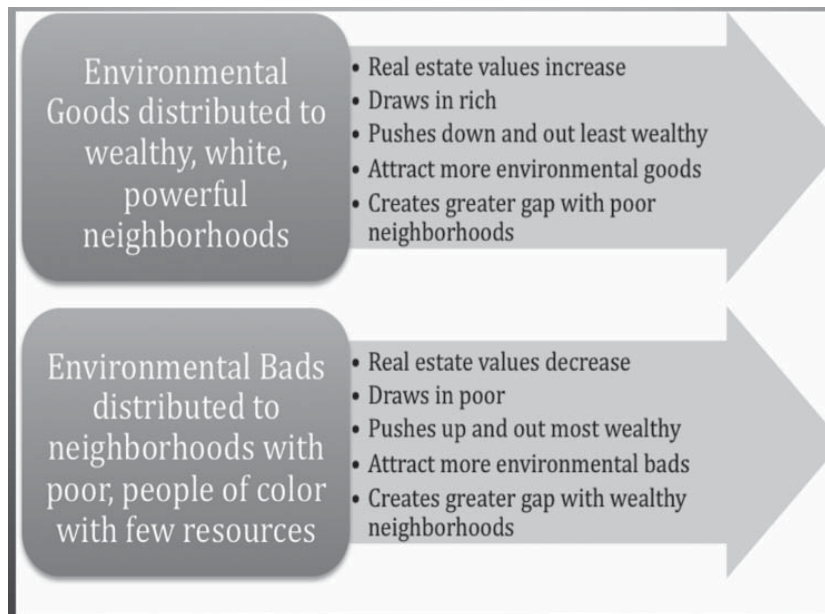 Environmental
Goods distributed to
wealthy, white,
powerful
neighborhoods
• Real estate values increase
• Draws in rich
• Pushes down and out least wealthy
• Attract more environmental goods
• Creates greater gap with poor
neighborhoods
Environmental Bads
distributed to
neighborhoods with
poor, people of color
with few resources
• Real estate values decrease
• Draws in poor
• Pushes up and out most wealthy
• Attract more environmental bads
• Creates greater gap with wealthy
neighborhoods